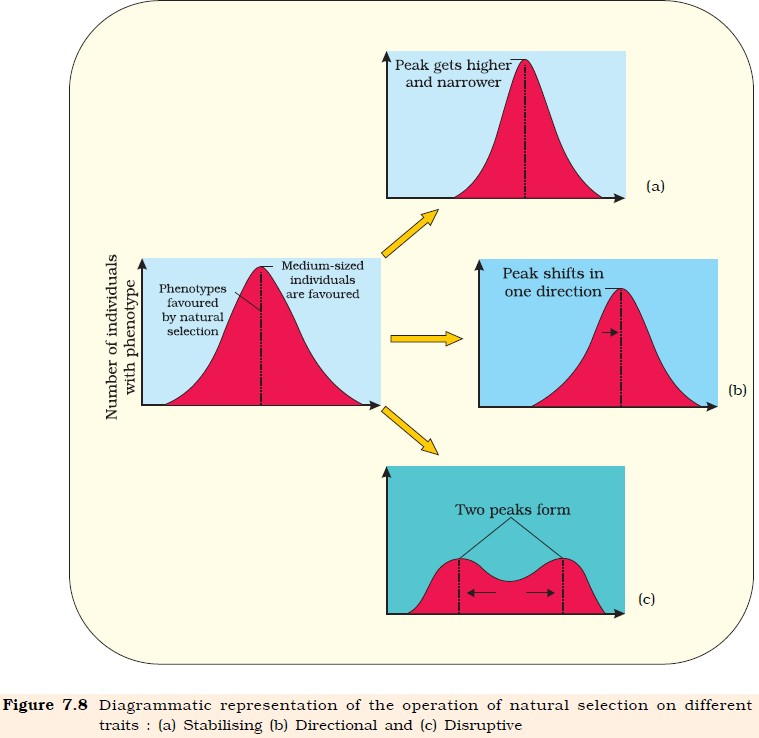 Peak gets higher
and narrower
(a)
Number of individuals
with phenotype
Phenotypes
favoured
by natural
selection
Medium-sized
individuals
are favoured
Peak shifts in
one direction
(b)
Two peaks form
(c)
Figure 7.8 Diagrammatic representation of the operation of natural selection on different
traits : (a) Stabilising (b) Directional and (c) Disruptive